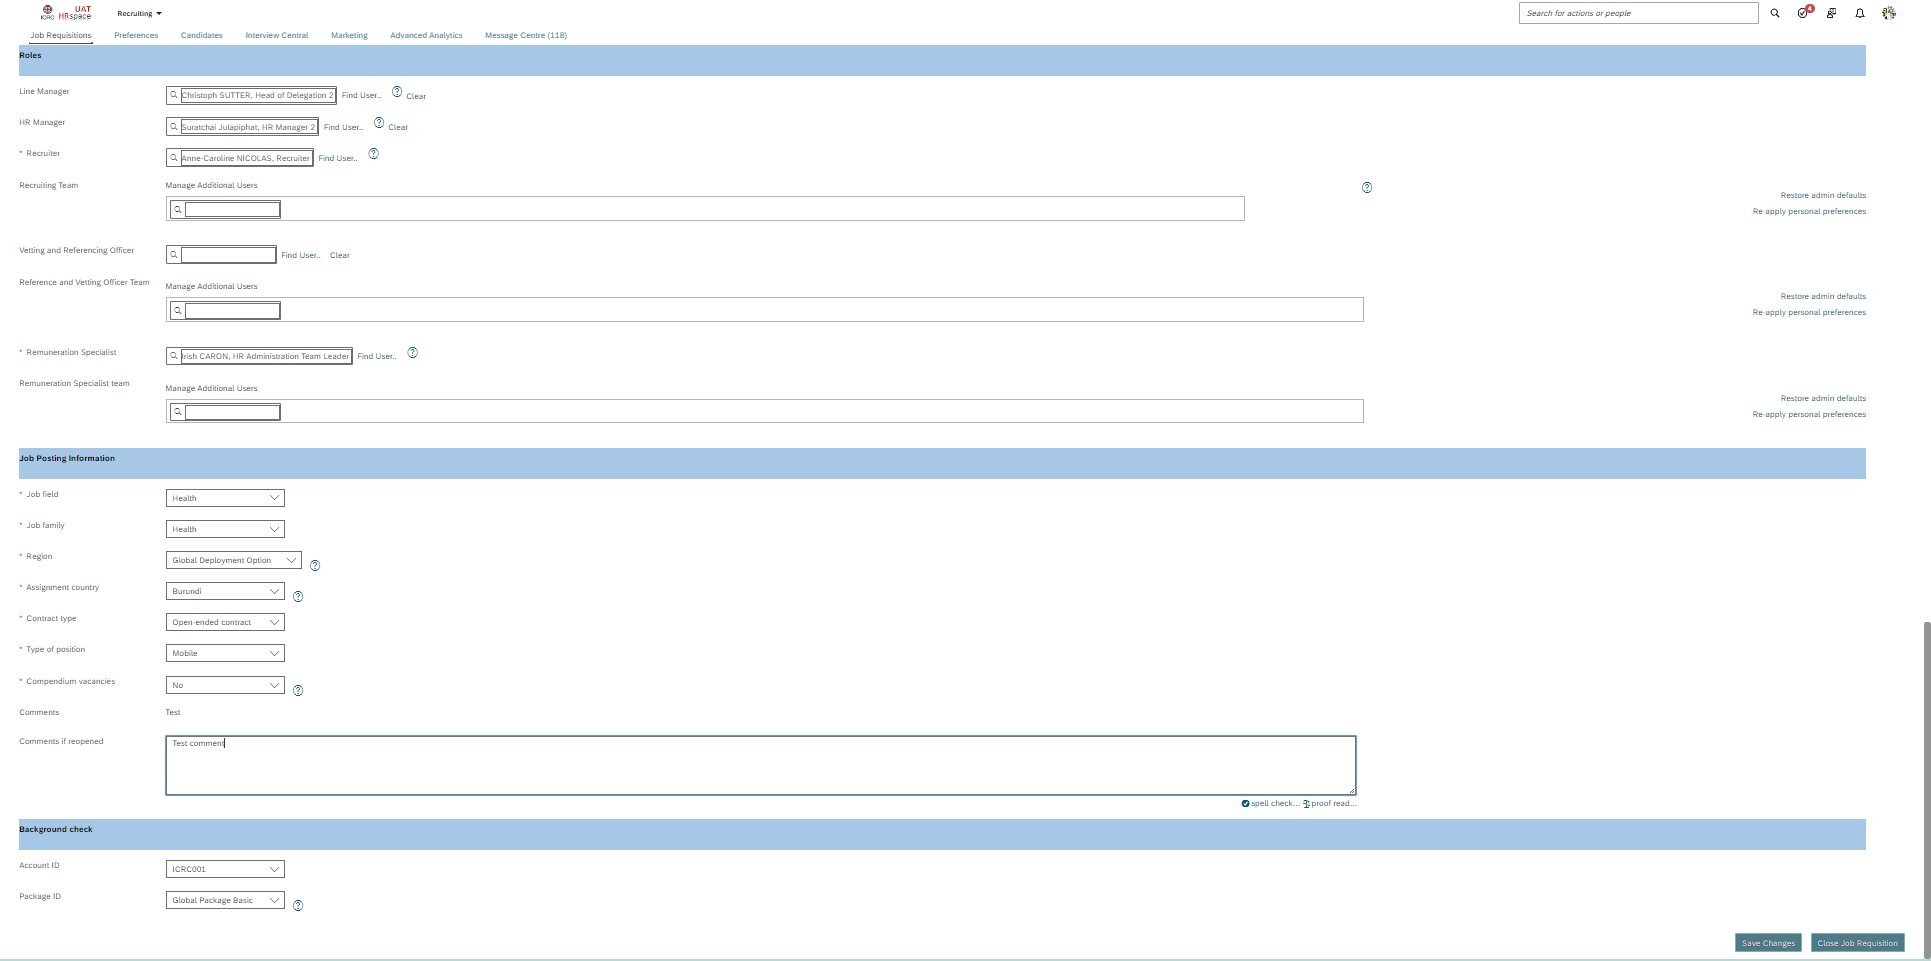 UAT
ICRC HRspace
Recruiting
Search for actions or people
4
Job Requisitions Preferences Candidates Interview Central Marketing Advanced Analytics Message Centre (118)
Roles
Line Manager Christoph SUTTER, Head of Delegation 2 Find User.. ? Clear
HR Manager Suratchai Julapiphat, HR Manager 2 Find User.. ? Clear
* Recruiter Anne-Caroline NICOLAS, Recruiter Find User.. ?
Recruiting Team Manage Additional Users ?
Restore admin defaults
Re-apply personal preferences
Vetting and Referencing Officer Find User.. Clear
Reference and Vetting Officer Team Manage Additional Users
Restore admin defaults
Re-apply personal preferences
* Remuneration Specialist Irish CARON, HR Administration Team Leader Find User.. ?
Remuneration Specialist team Manage Additional Users
Restore admin defaults
Re-apply personal preferences
Job Posting Information
* Job field Health
* Job family Health
* Region Global Deployment Option ?
* Assignment country Burundi ?
* Contract type Open-ended contract
* Type of position Mobile
* Compendium vacancies No ?
Comments Test
Comments if reopened Test comment
spell check... proof read...
Background check
Account ID ICRC001
Package ID Global Package Basic ?
Save Changes Close Job Requisition